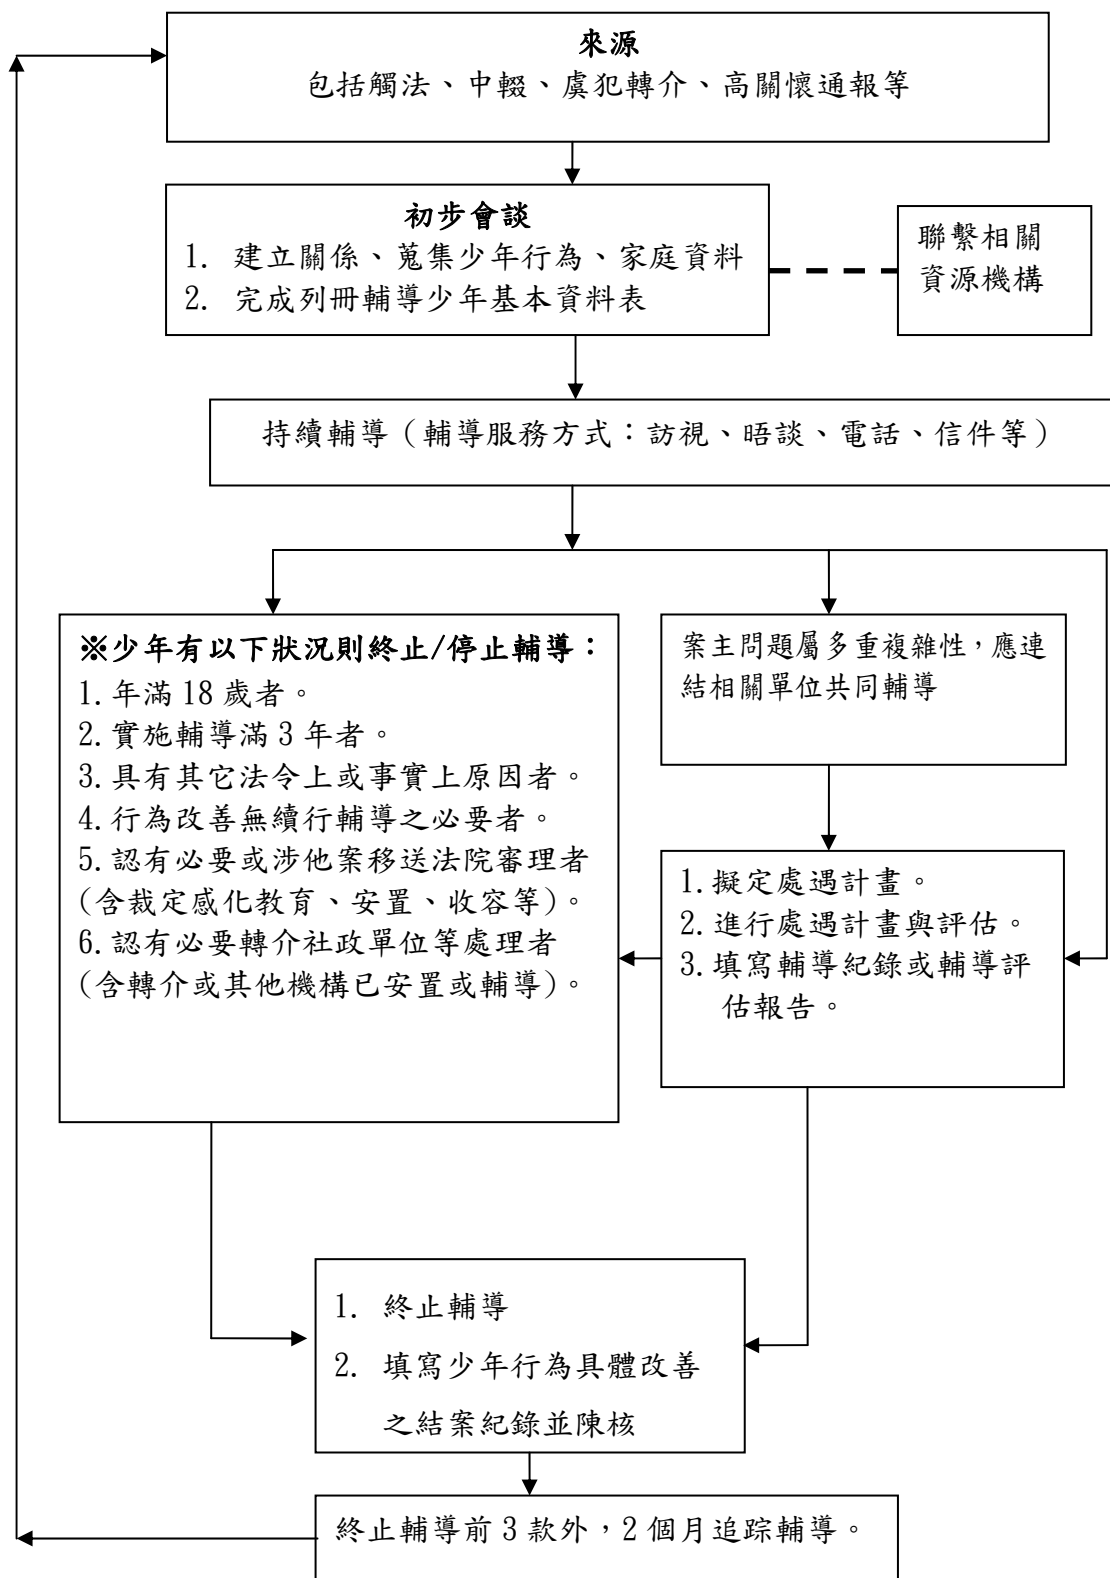 來源
包括觸法、中輟、虞犯轉介、高關懷通報等
初步會談
1. 建立關係、蒐集少年行為、家庭資料
2. 完成列冊輔導少年基本資料表
聯繫相關
資源機構
持續輔導（輔導服務方式：訪視、晤談、電話、信件等）
※少年有以下狀況則終止/停止輔導：
1.年滿 18 歲者。
2.實施輔導滿 3 年者。
3.具有其它法令上或事實上原因者。
4.行為改善無續行輔導之必要者。
5.認有必要或涉他案移送法院審理者
(含裁定感化教育、安置、收容等)。
6.認有必要轉介社政單位等處理者
(含轉介或其他機構已安置或輔導)。
案主問題屬多重複雜性，應連
結相關單位共同輔導
1.擬定處遇計畫。
2.進行處遇計畫與評估。
3.填寫輔導紀錄或輔導評
估報告。
1. 終止輔導
2. 填寫少年行為具體改善
之結案紀錄並陳核
終止輔導前 3 款外，2 個月追踪輔導。